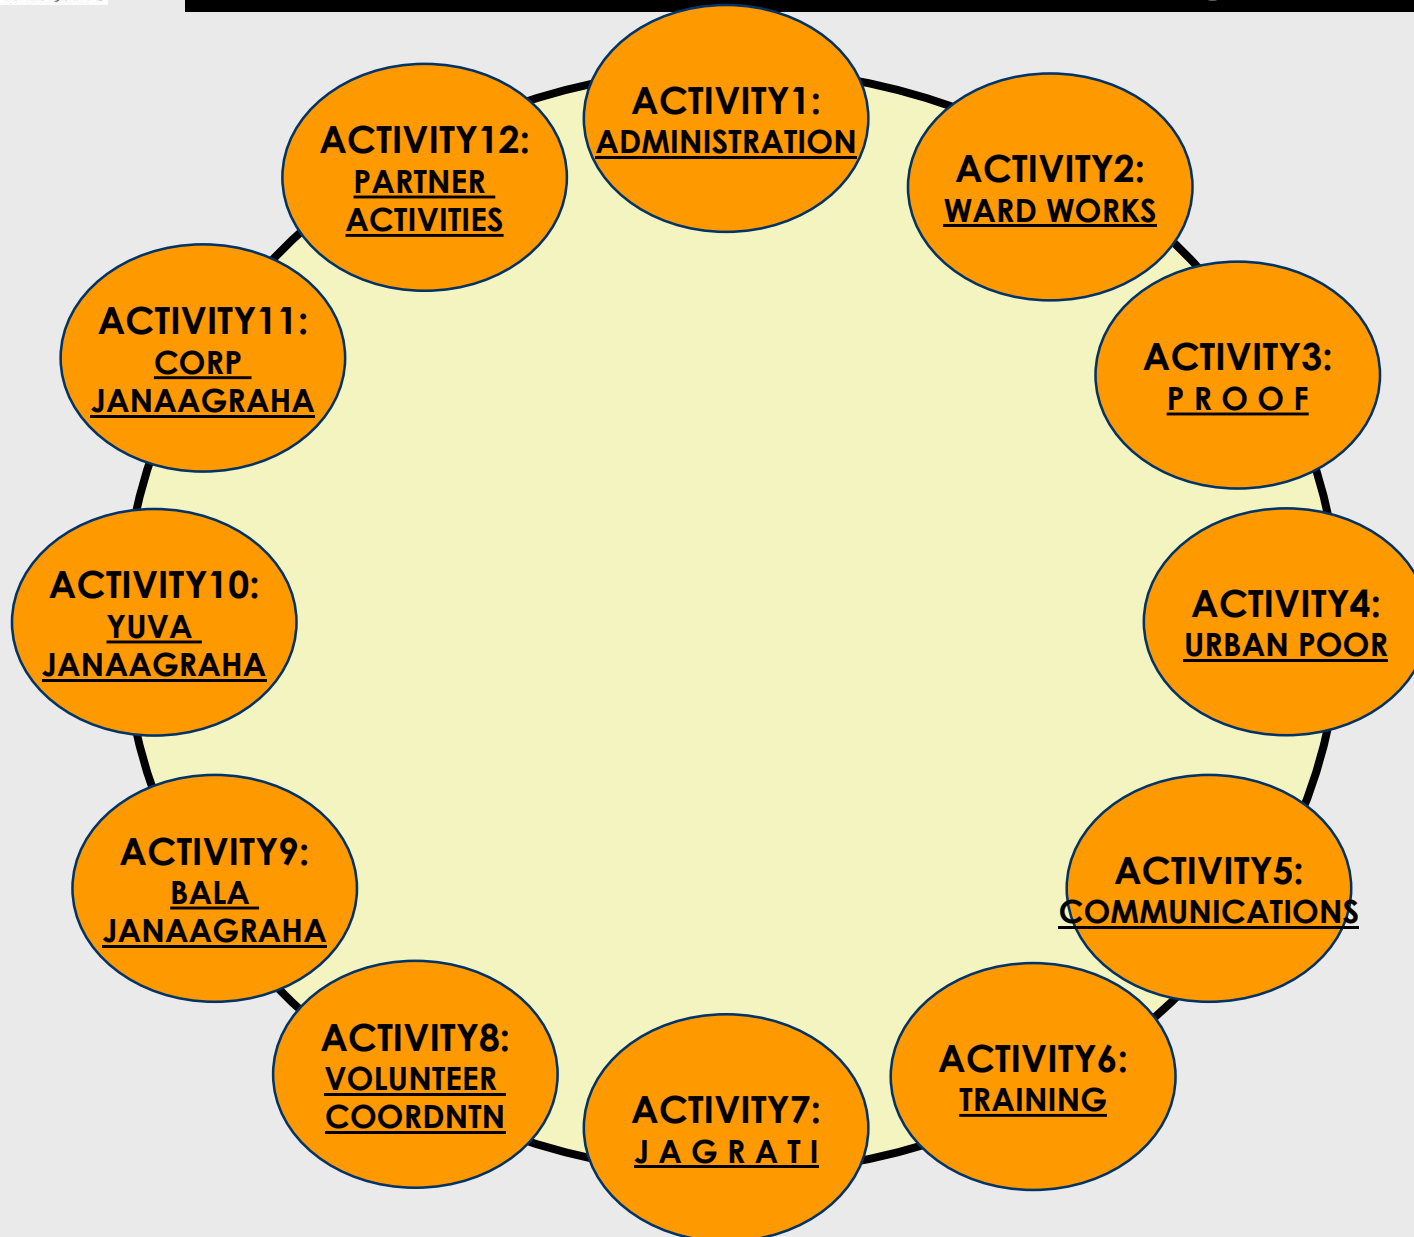 ACTIVITY1:
ADMINISTRATION
ACTIVITY2:
WARD WORKS
ACTIVITY3:
P R O O F
ACTIVITY4:
URBAN POOR
ACTIVITY5:
COMMUNICATIONS
ACTIVITY6:
TRAINING
ACTIVITY7:
J A G R A T I
ACTIVITY8:
VOLUNTEER
COORDNTN
ACTIVITY9:
BALA
JANAAGRAHA
ACTIVITY10:
YUVA
JANAAGRAHA
ACTIVITY11:
CORP
JANAAGRAHA
ACTIVITY12:
PARTNER
ACTIVITIES